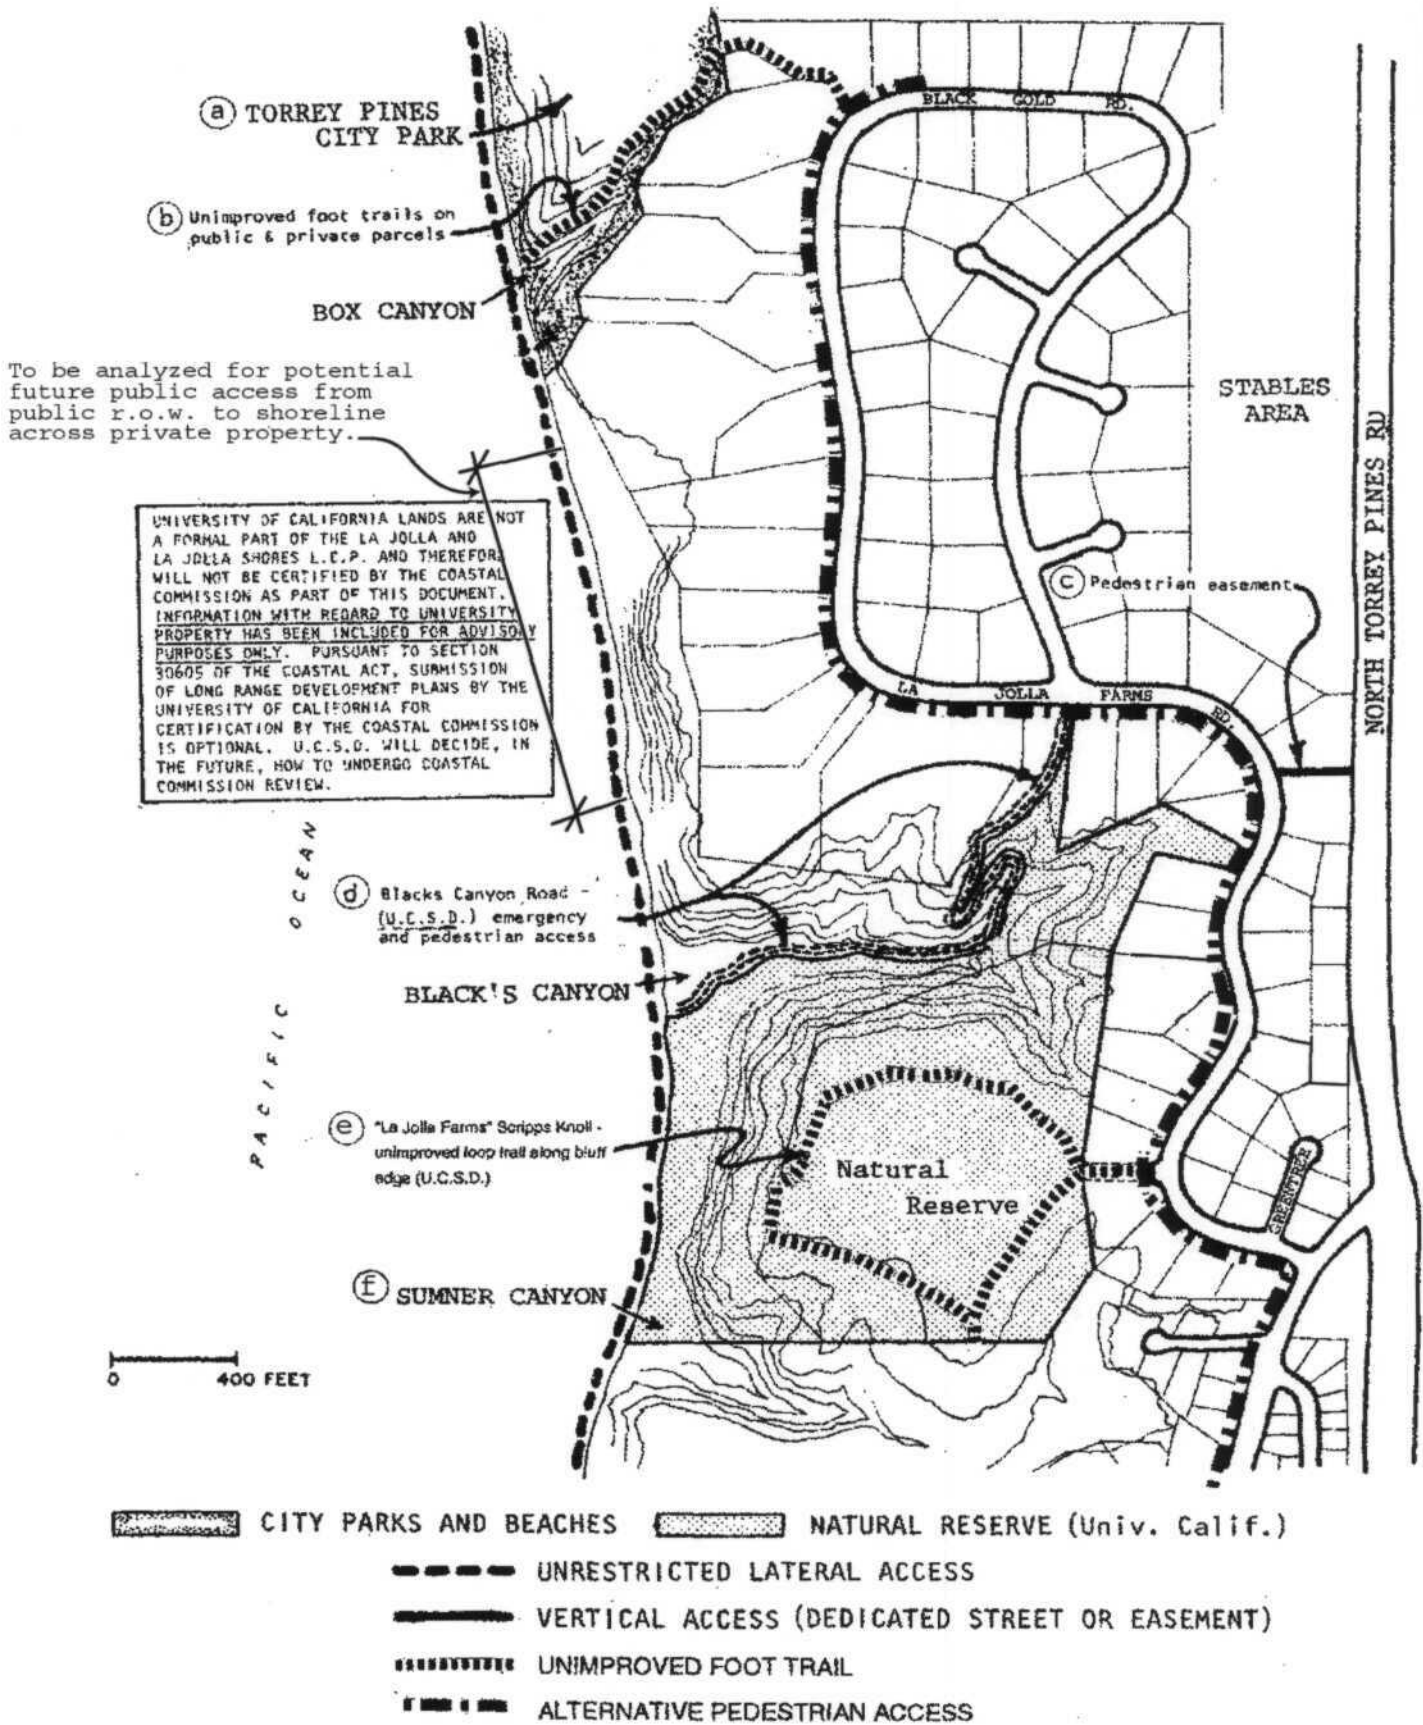 BLACK GOLD RD.
ⓐ TORREY PINES
CITY PARK
ⓑ Unimproved foot trails on
public & private parcels
BOX CANYON
To be analyzed for potential
future public access from
public r.o.w. to shoreline
across private property.
STABLES
AREA
NORTH TORREY PINES RD
UNIVERSITY OF CALIFORNIA LANDS ARE NOT
A FORMAL PART OF THE LA JOLLA AND
LA JOLLA SHORES L.C.P. AND THEREFOR
WILL NOT BE CERTIFIED BY THE COASTAL
COMMISSION AS PART OF THIS DOCUMENT.
INFORMATION WITH REGARD TO UNIVERSITY
PROPERTY HAS BEEN INCLUDED FOR ADVISORY
PURPOSES ONLY. PURSUANT TO SECTION
30605 OF THE COASTAL ACT, SUBMISSION
OF LONG RANGE DEVELOPMENT PLANS BY THE
UNIVERSITY OF CALIFORNIA FOR
CERTIFICATION BY THE COASTAL COMMISSION
IS OPTIONAL. U.C.S.D. WILL DECIDE, IN
THE FUTURE, HOW TO UNDERGO COASTAL
COMMISSION REVIEW.
ⓒ Pedestrian easement
LA JOLLA FARMS RD.
PACIFIC OCEAN
ⓓ Blacks Canyon Road -
(U.C.S.D.) emergency
and pedestrian access
BLACK'S CANYON
ⓔ "La Jolla Farms" Scripps Knoll -
unimproved loop trail along bluff
edge (U.C.S.D.)
Natural
Reserve
GREENTREE
ⓕ SUMNER CANYON
0 400 FEET
CITY PARKS AND BEACHES NATURAL RESERVE (Univ. Calif.)
UNRESTRICTED LATERAL ACCESS
VERTICAL ACCESS (DEDICATED STREET OR EASEMENT)
UNIMPROVED FOOT TRAIL
ALTERNATIVE PEDESTRIAN ACCESS